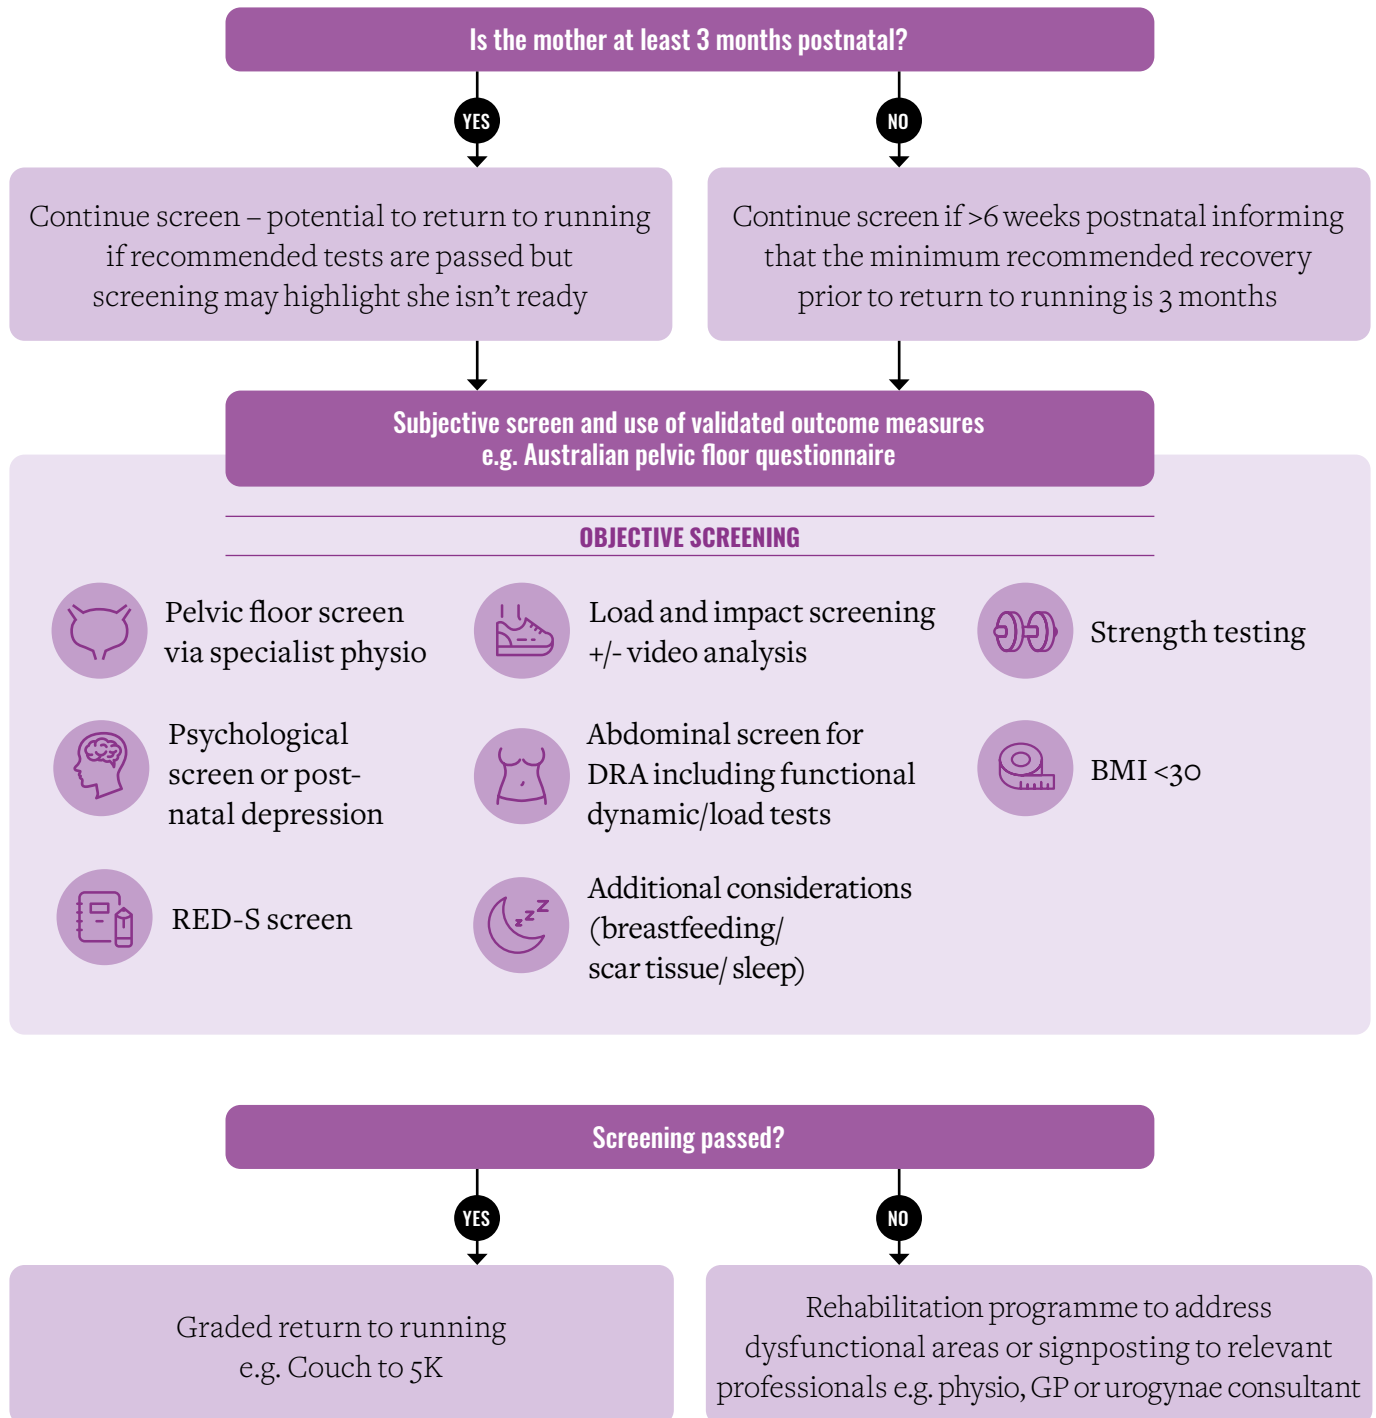 Is the mother at least 3 months postnatal?
YES
NO
Continue screen – potential to return to running
if recommended tests are passed but
screening may highlight she isn't ready
Continue screen if >6 weeks postnatal informing
that the minimum recommended recovery
prior to return to running is 3 months
Subjective screen and use of validated outcome measures
e.g. Australian pelvic floor questionnaire
OBJECTIVE SCREENING
Pelvic floor screen
via specialist physio
Load and impact screening
+/- video analysis
Strength testing
Psychological
screen or post-
natal depression
Abdominal screen for
DRA including functional
dynamic/load tests
BMI <30
RED-S screen
z z z
Additional considerations
(breastfeeding/
scar tissue/ sleep)
Screening passed?
YES
NO
Graded return to running
e.g. Couch to 5K
Rehabilitation programme to address
dysfunctional areas or signposting to relevant
professionals e.g. physio, GP or urogynae consultant